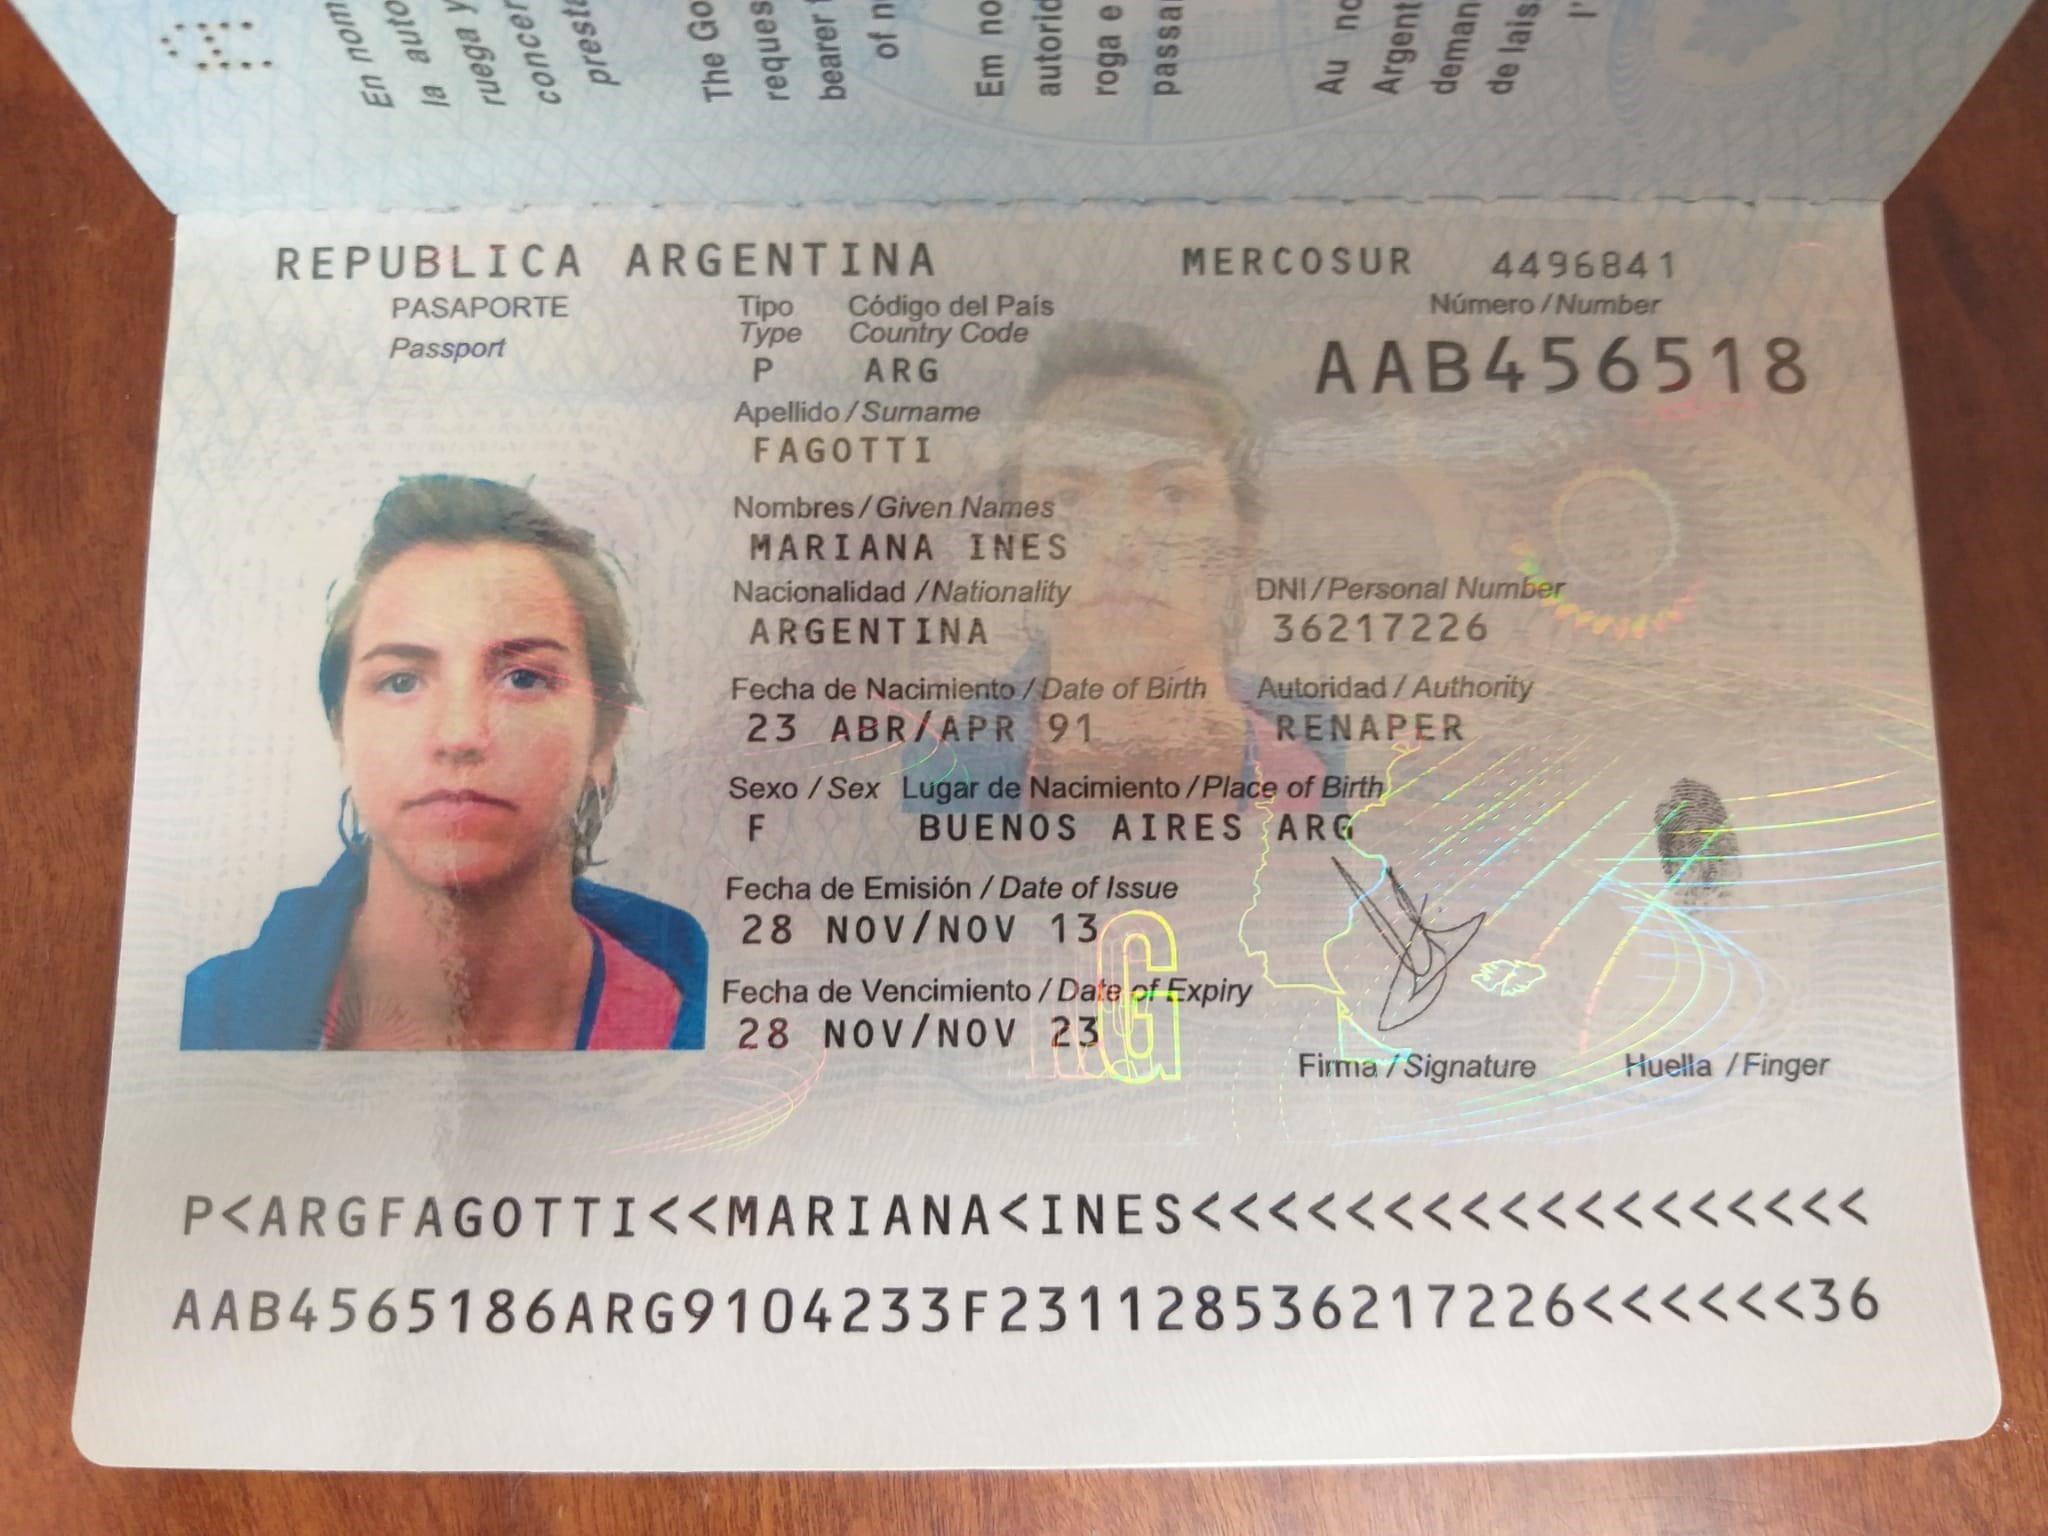 En nom
la auto
ruega y
concer
presta
The Go
reques
bearer
of n
Em no
autorid
roga e
passa
Au no
Argent
deman
de lais
l'
REPUBLICA ARGENTINA MERCOSUR 4496841
PASAPORTE Tipo Código del País Número / Number
Passport Type Country Code
P ARG AAB456518
Apellido / Surname
FAGOTTI
Nombres / Given Names
MARIANA INES
Nacionalidad / Nationality DNI / Personal Number
ARGENTINA 36217226
Fecha de Nacimiento / Date of Birth Autoridad / Authority
23 ABR/APR 91 RENAPER
Sexo / Sex Lugar de Nacimiento / Place of Birth
F BUENOS AIRES ARG
Fecha de Emisión / Date of Issue
28 NOV/NOV 13
Fecha de Vencimiento / Date of Expiry
28 NOV/NOV 23
Firma / Signature Huella / Finger
P<ARGFAGOTTI<<MARIANA<INES<<<<<<<<<<<<<<<<<<
AAB4565186ARG9104233F231128536217226<<<<<<36